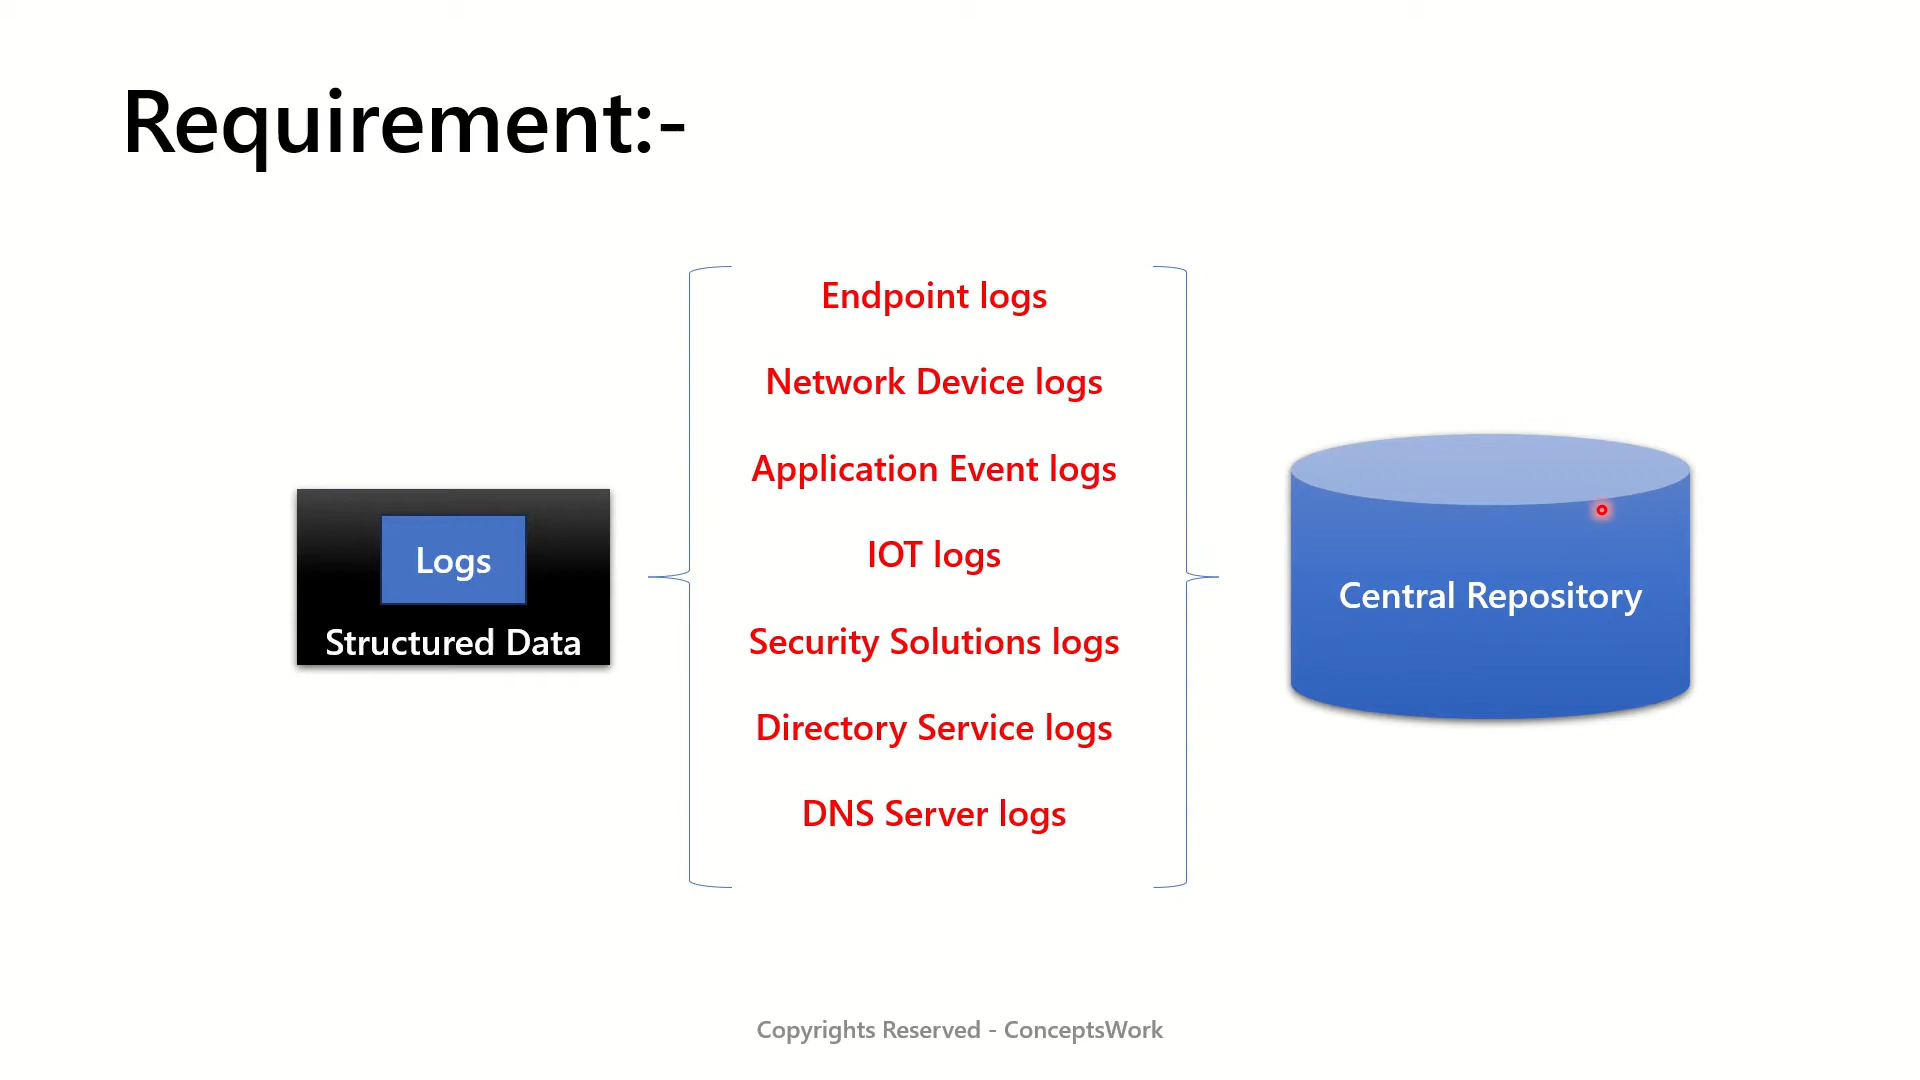 Requirement:-
Endpoint logs
Network Device logs
Application Event logs
IOT logs
Security Solutions logs
Directory Service logs
DNS Server logs
Logs
Structured Data
Central Repository
Copyrights Reserved - ConceptsWork